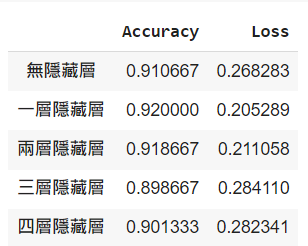 Accuracy Loss
無隱藏層 0.910667 0.268283
一層隱藏層 0.920000 0.205289
兩層隱藏層 0.918667 0.211058
三層隱藏層 0.898667 0.284110
四層隱藏層 0.901333 0.282341